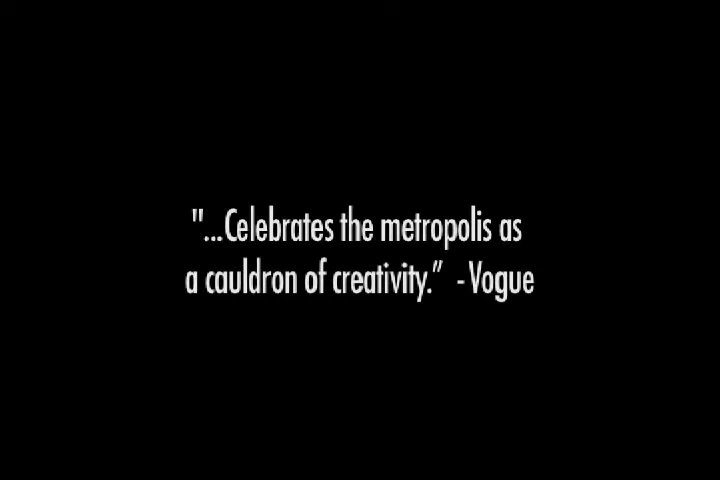 "...Celebrates the metropolis as
a cauldron of creativity.” - Vogue